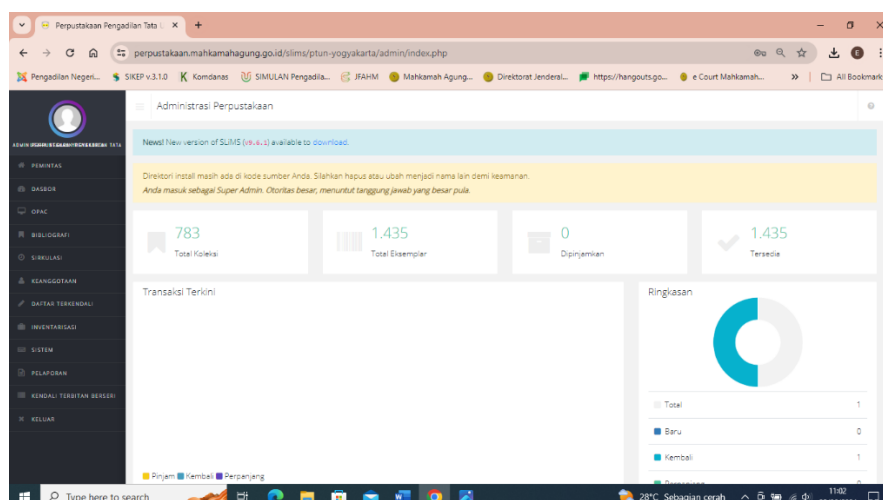 Perpustakaan Pengadilan Tata U
perpustakaan.mahkamahagung.go.id/slims/ptun-yogyakarta/admin/index.php
E
Pengadilan Negeri...
SIKEP v.3.1.0
Komdanas
SIMULAN Pengadila...
JFAHM
Mahkamah Agung...
Direktorat Jenderal...
https://hangouts.go...
e Court Mahkamah...
All Bookmark
Administrasi Perpustakaan
News! New version of SLiMS (v9.6.1) available to download.
Direktori install masih ada di kode sumber Anda. Silahkan hapus atau ubah menjadi nama lain demi keamanan.
Anda masuk sebagai Super Admin. Otoritas besar, menuntut tanggung jawab yang besar pula.
PEMINTAS
DASBOR
OPAC
BIBLIOGRAFI
SIRKULASI
KEANGGOTAAN
DAFTAR TERKENDALI
INVENTARISASI
SISTEM
PELAPORAN
KENDALI TERBITAN BERSERI
KELUAR
783
Total Koleksi
1.435
Total Eksemplar
0
Dipinjamkan
1.435
Tersedia
Transaksi Terkini
Pinjam Kembali Perpanjang
Ringkasan
Total 1
Baru 0
Kembali 1
Type here to search
28°C Sebagian cerah
11:02